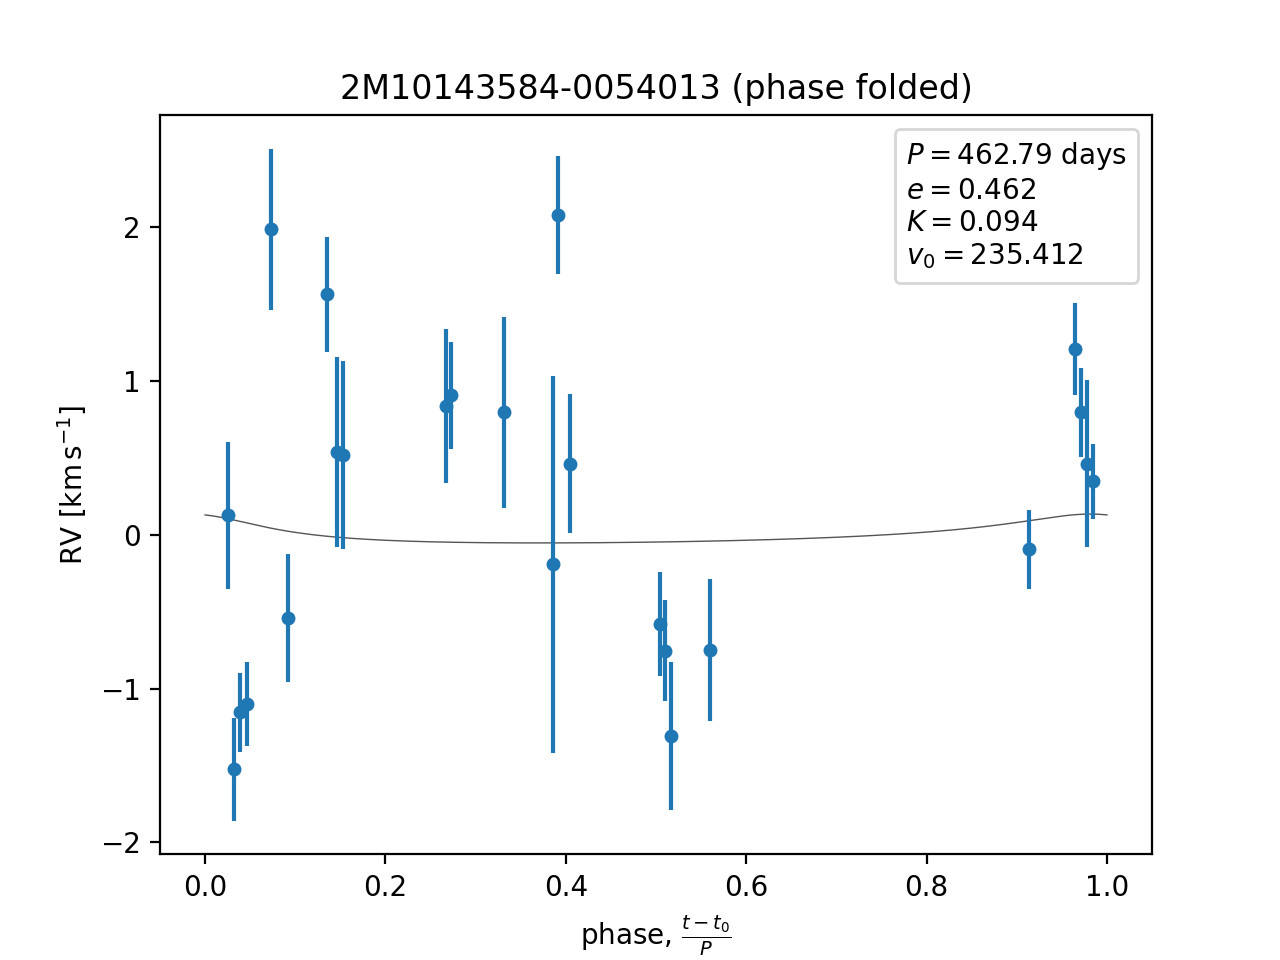 2M10143584-0054013 (phase folded)
P = 462.79 days
e = 0.462
K = 0.094
v₀ = 235.412
2
1
0
−1
−2
RV [km s⁻¹]
0.0 0.2 0.4 0.6 0.8 1.0
phase, (t − t₀)/P